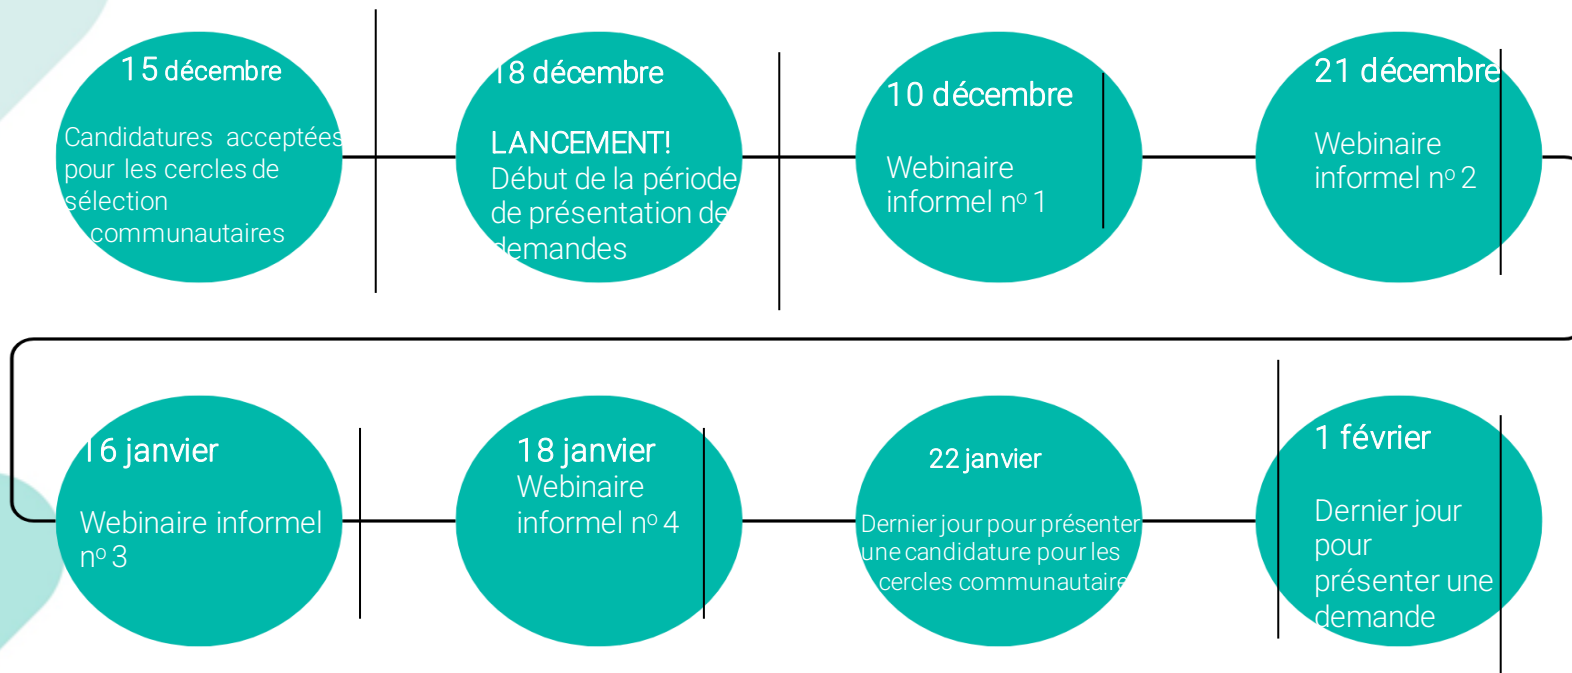 15 décembre
Candidatures acceptées
pour les cercles de
sélection
communautaires
18 décembre
LANCEMENT!
Début de la période
de présentation de
demandes
10 décembre
Webinaire
informel nº 1
21 décembre
Webinaire
informel nº 2
16 janvier
Webinaire informel
nº 3
18 janvier
Webinaire
informel nº 4
22 janvier
Dernier jour pour présenter
une candidature pour les
cercles communautaire
1 février
Dernier jour
pour
présenter une
demande